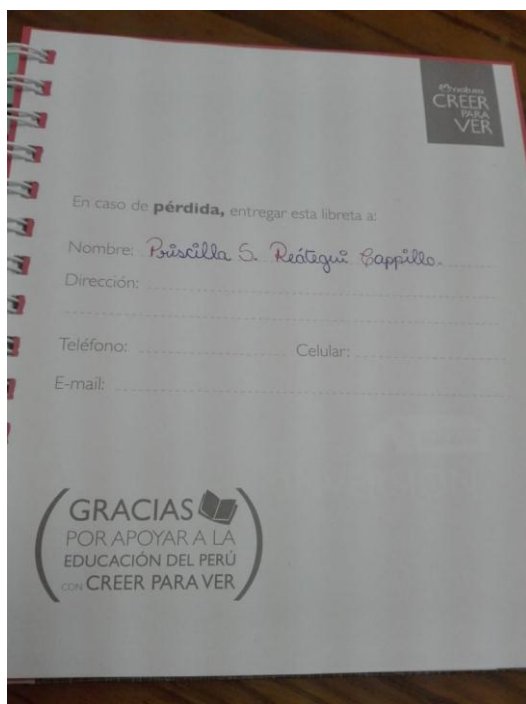 natura
CREER
PARA
VER
En caso de pérdida, entregar esta libreta a:
Nombre: Priscilla S. Reátegui Cappillo.
Dirección:
Teléfono: Celular:
E-mail:
GRACIAS
POR APOYAR A LA
EDUCACIÓN DEL PERÚ
CON CREER PARA VER